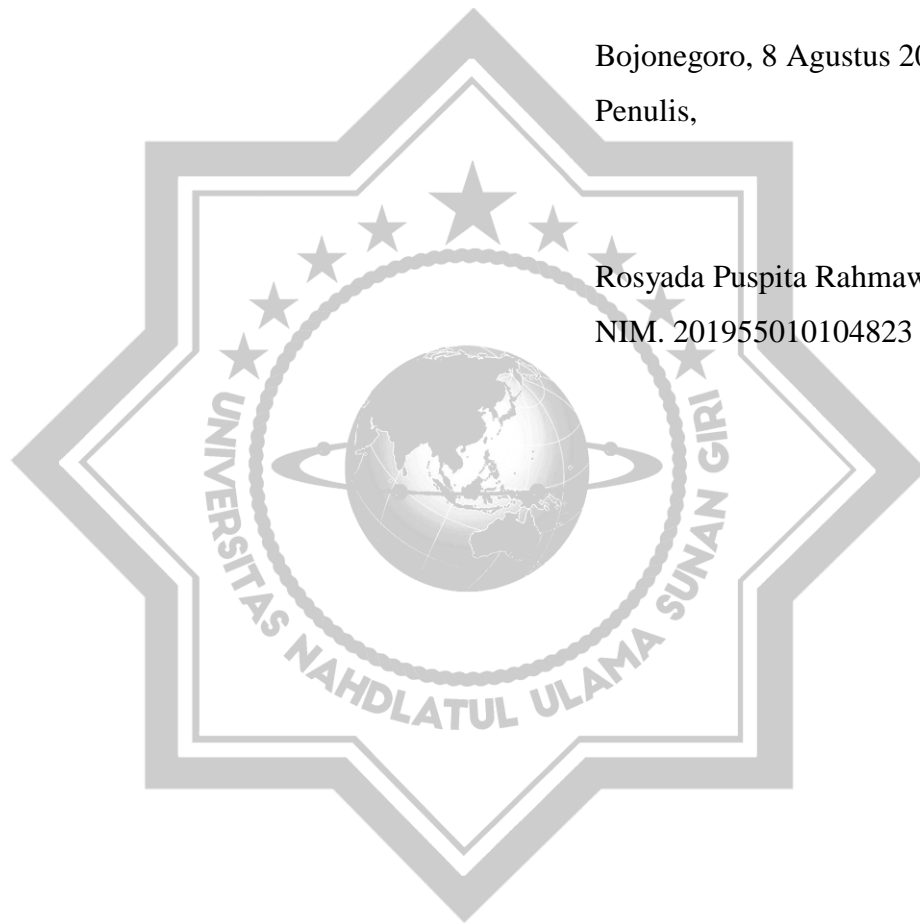 Bojonegoro, 8 Agustus 20
Penulis,
Rosyada Puspita Rahmaw
NIM. 201955010104823
UNIVERSITAS NAHDLATUL ULAMA SUNAN GIRI